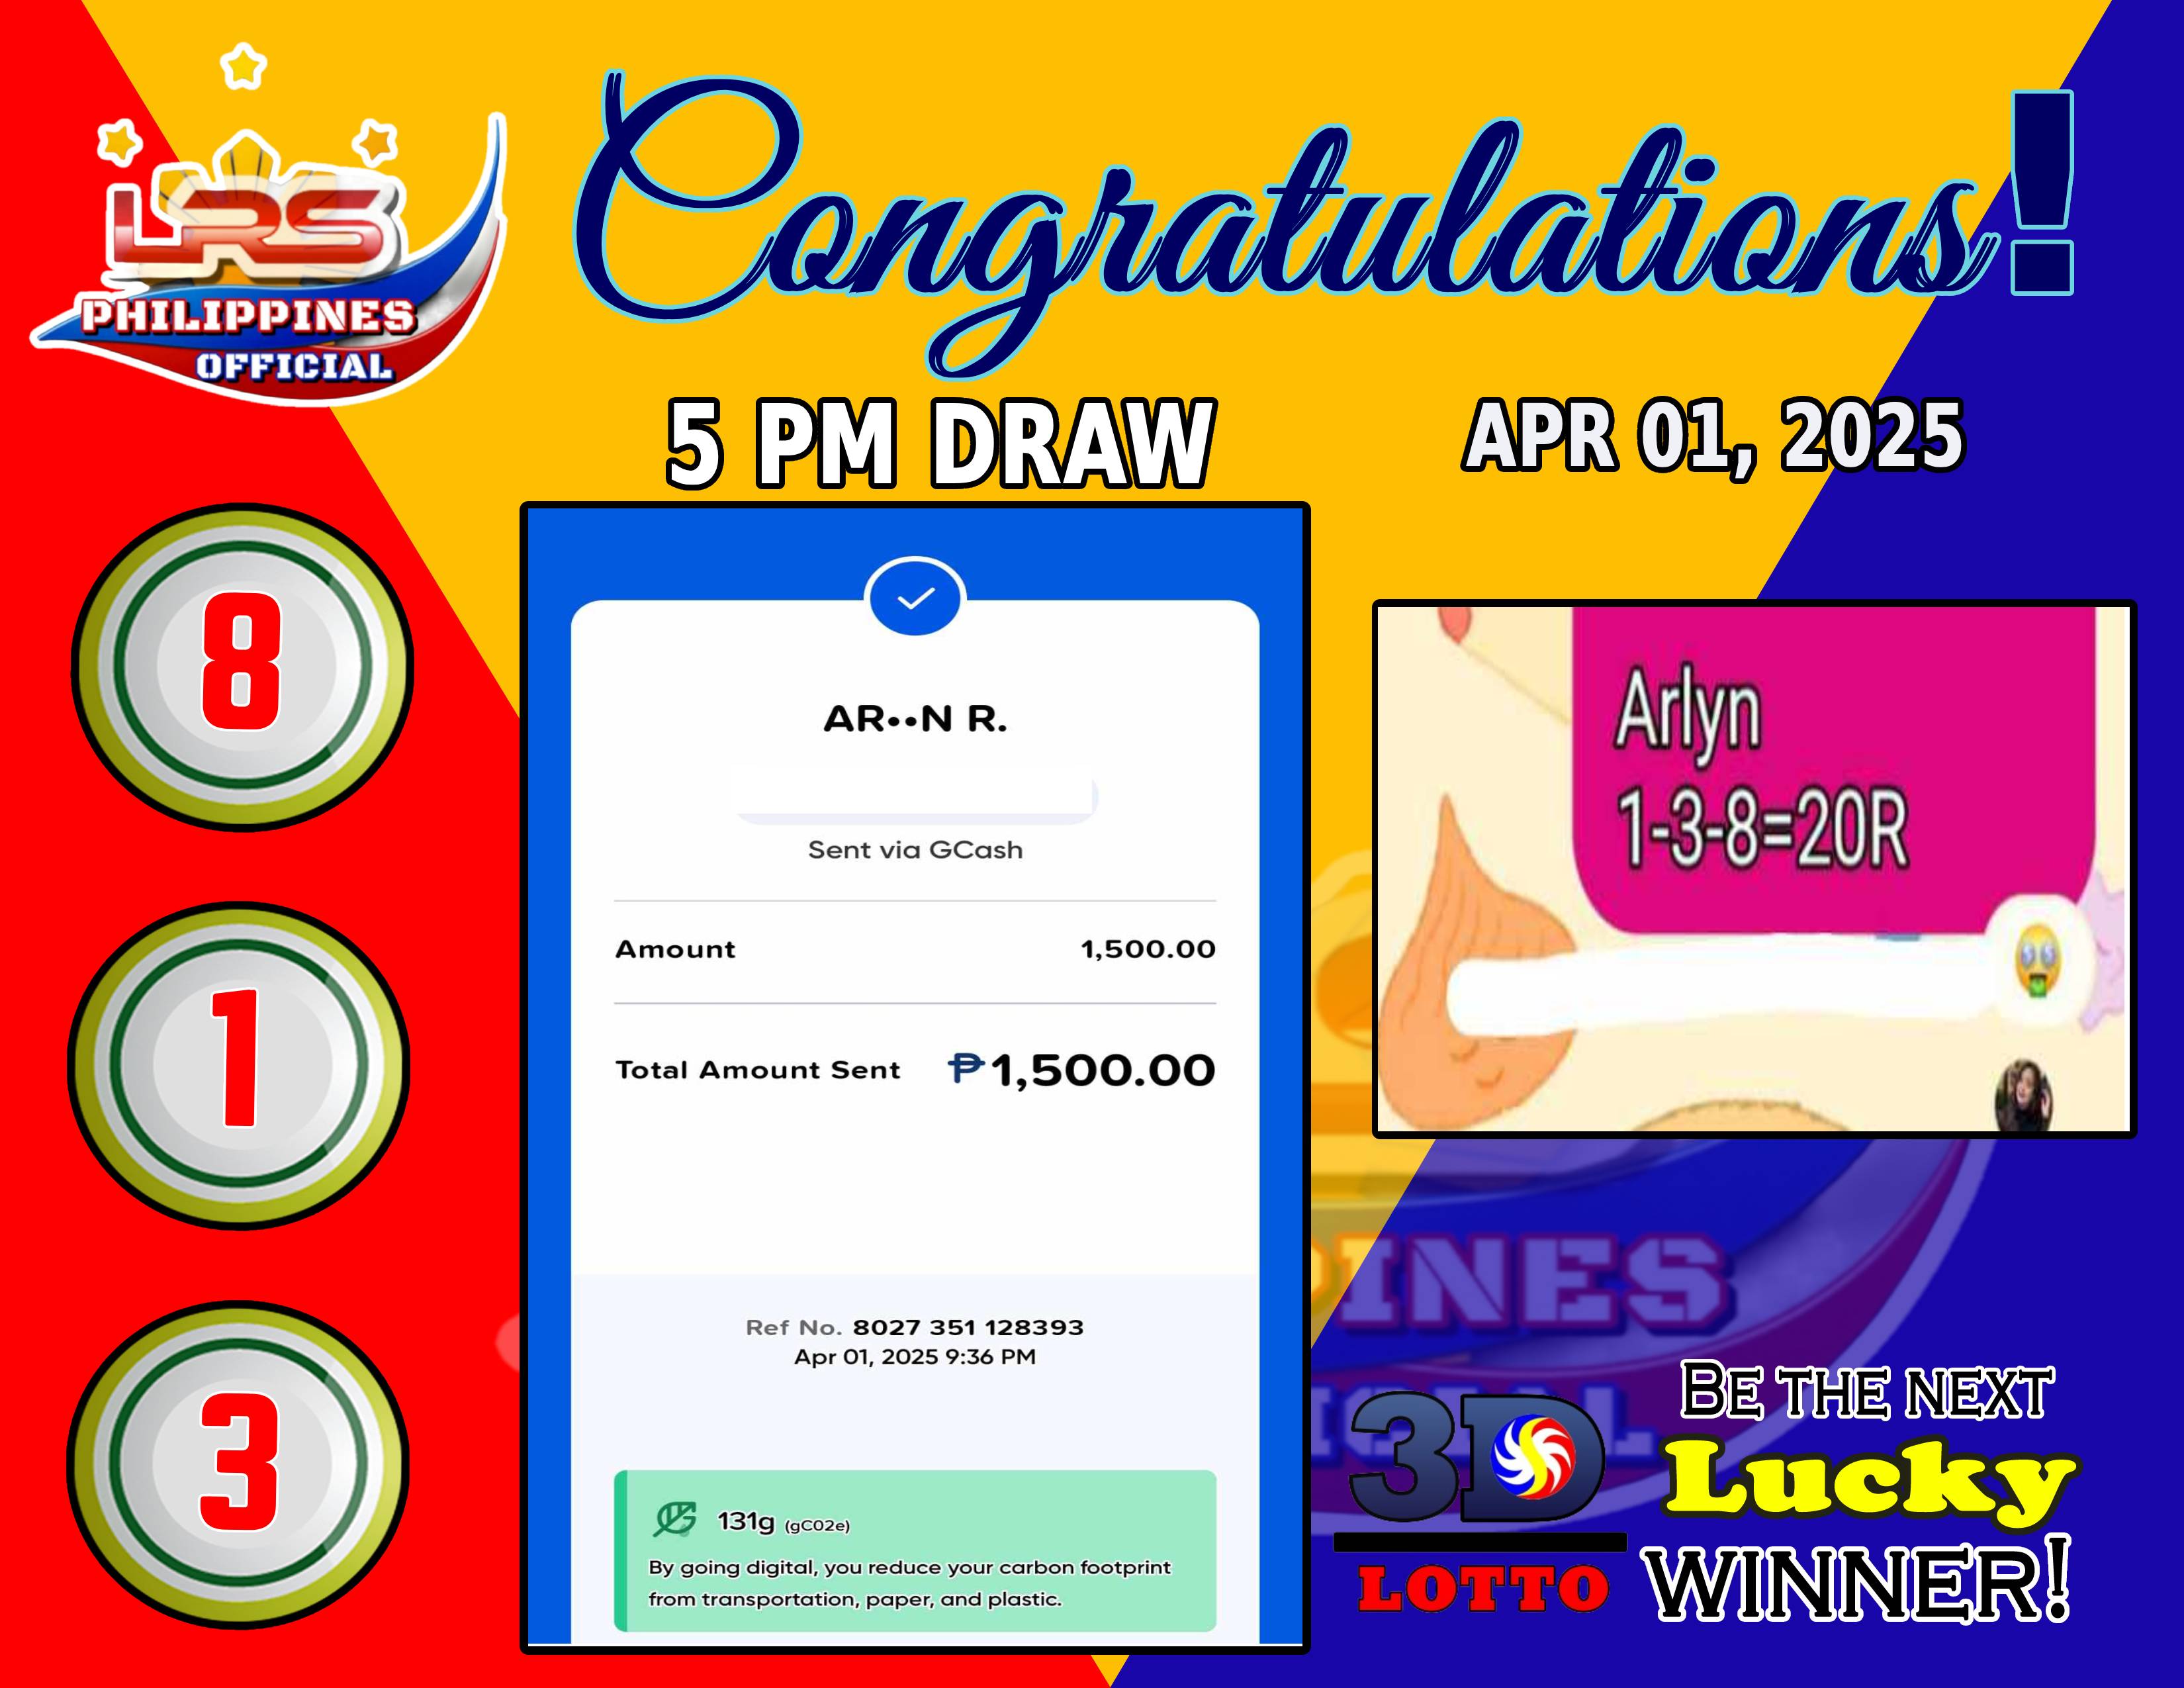 LRS
PHILIPPINES
OFFICIAL
Congratulations!
5 PM DRAW
APR 01, 2025
8
1
3
AR••N R.
Sent via GCash
Amount 1,500.00
Total Amount Sent ₱1,500.00
Ref No. 8027 351 128393
Apr 01, 2025 9:36 PM
131g (gC02e)
By going digital, you reduce your carbon footprint
from transportation, paper, and plastic.
Arlyn
1-3-8=20R
PINES
3D
LOTTO
BE THE NEXT
Lucky
WINNER!